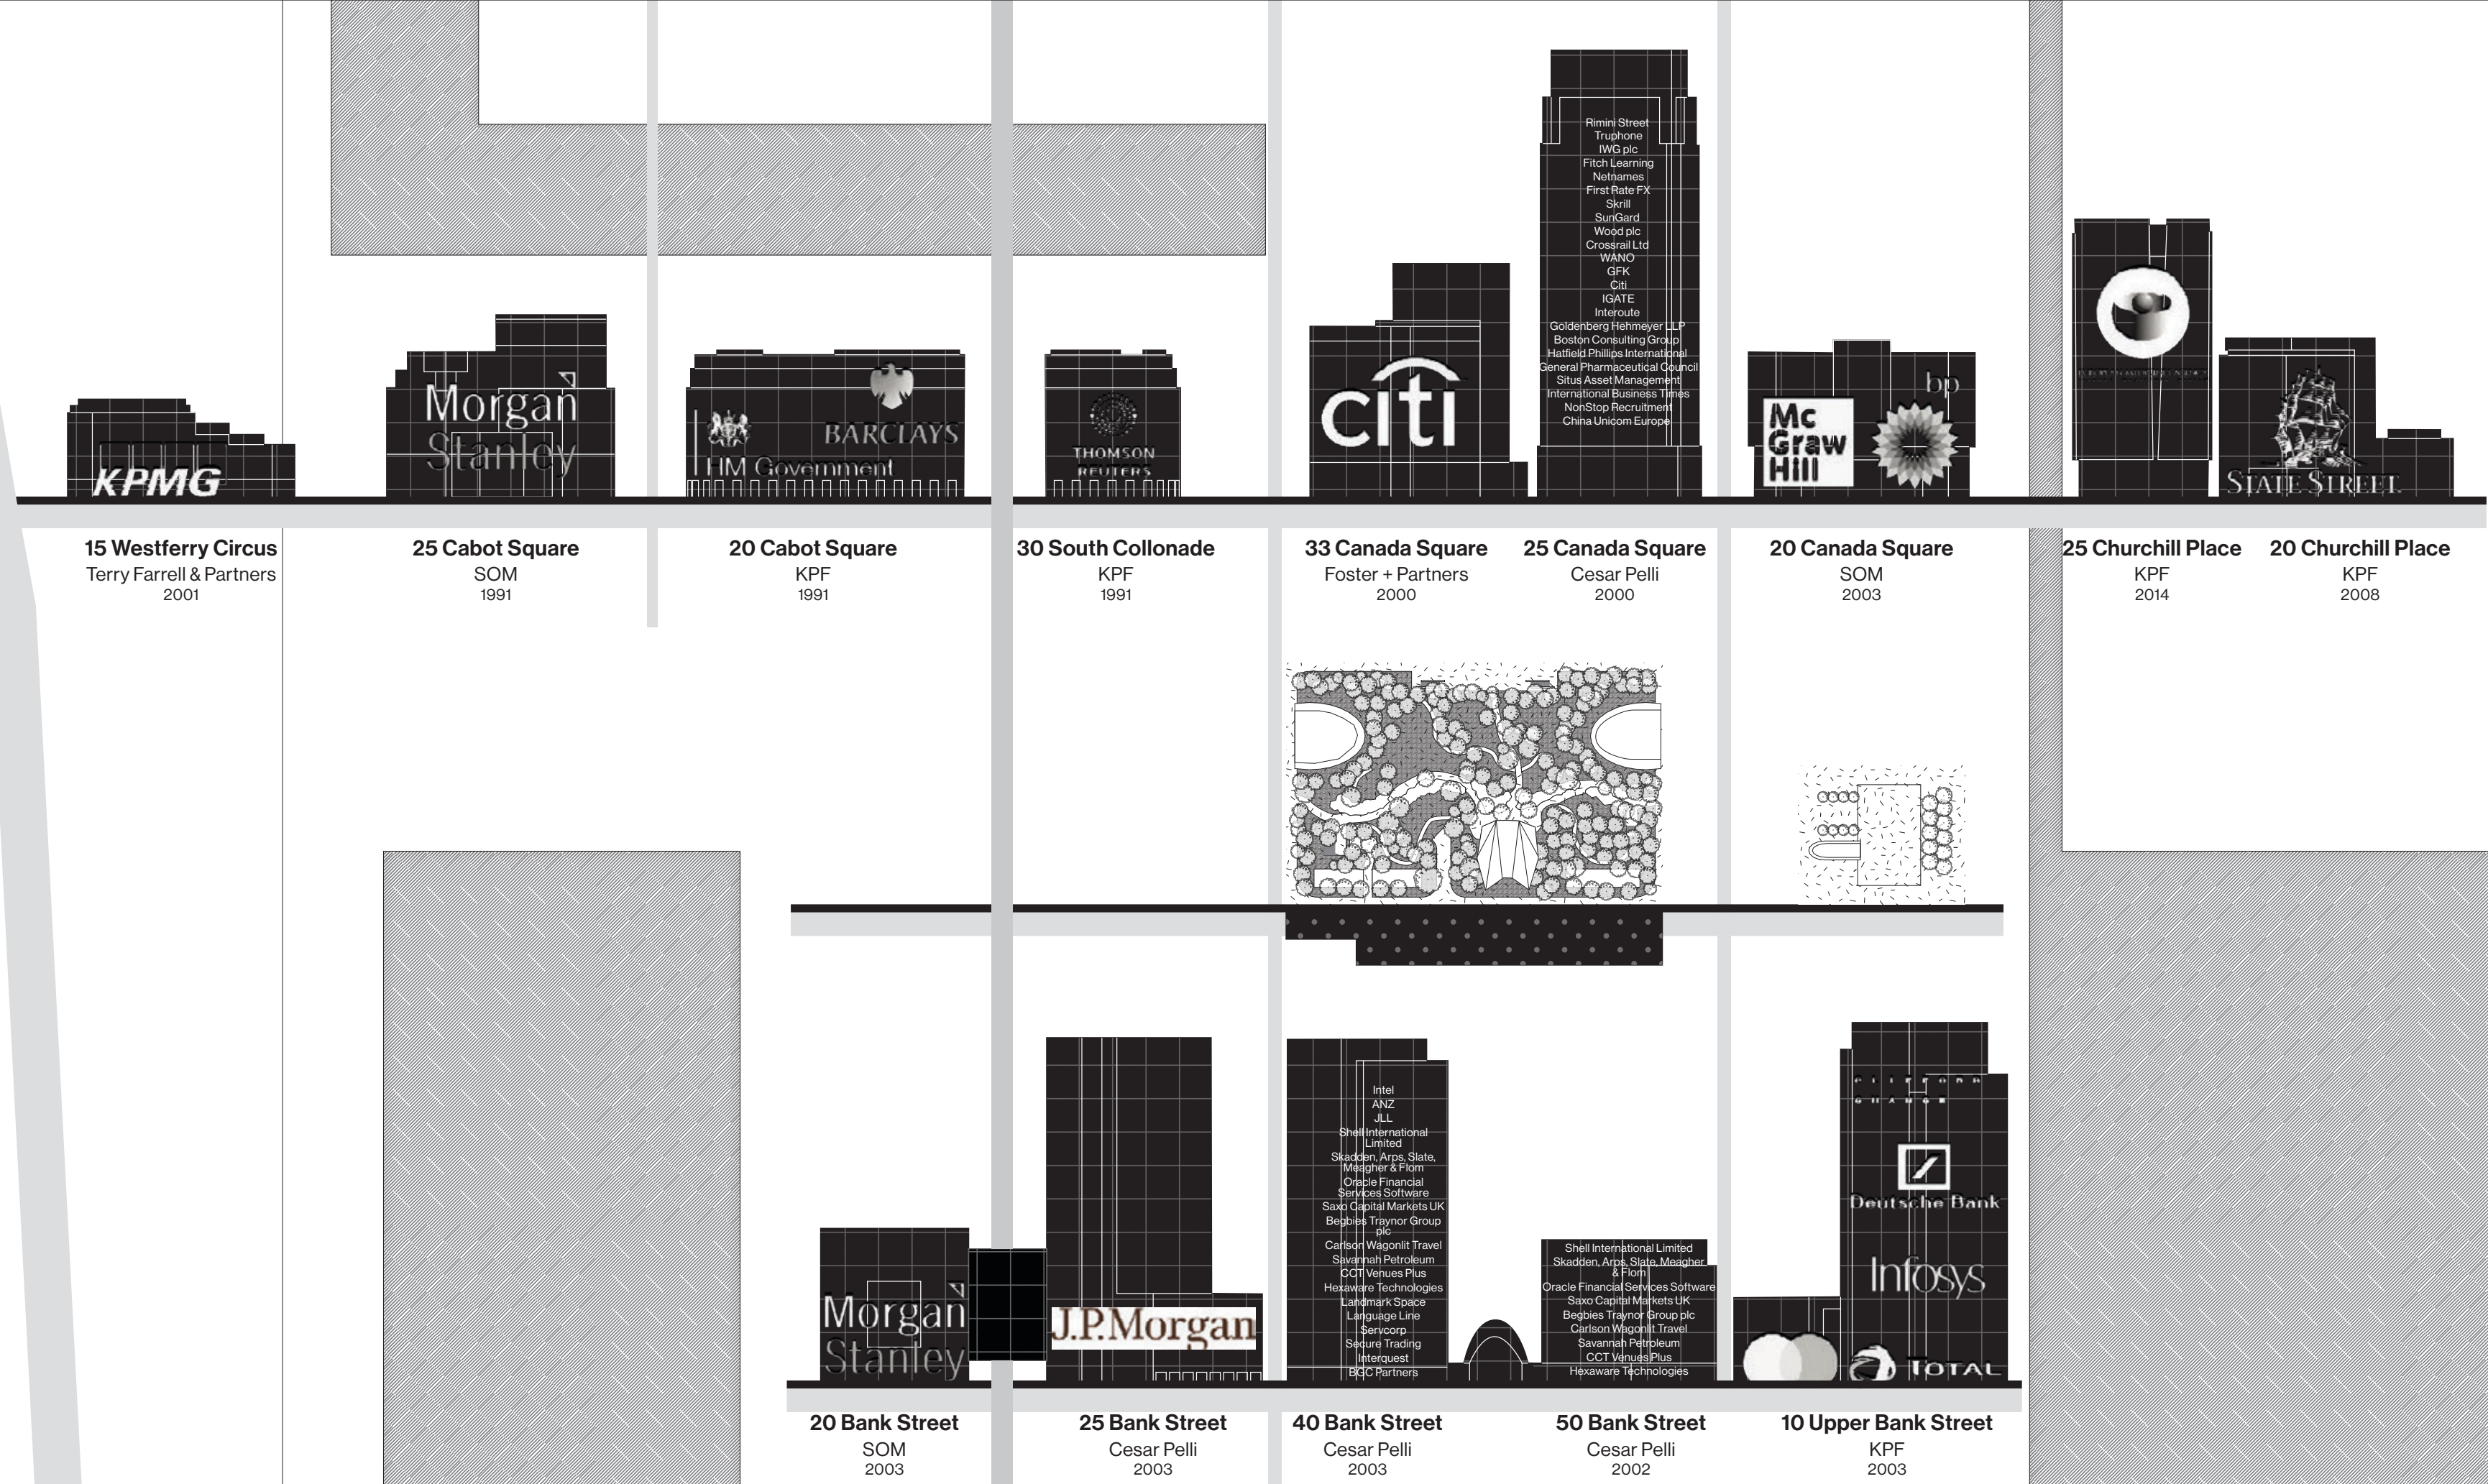 Rimini Street
Truphone
IWG plc
Fitch Learning
Netnames
First Rate FX
Skrill
SunGard
Wood plc
Crossrail Ltd
WANO
GFK
Citi
IGATE
Interoute
Goldenberg Hehmeyer LLP
Boston Consulting Group
Hatfield Phillips International
General Pharmaceutical Council
Situs Asset Management
International Business Times
NonStop Recruitment
China Unicom Europe
KPMG
Morgan
Stanley
HM Government
BARCLAYS
THOMSON
REUTERS
citi
Mc
Graw
Hill
bp
STATE STREET
15 Westferry Circus
Terry Farrell & Partners
2001
25 Cabot Square
SOM
1991
20 Cabot Square
KPF
1991
30 South Collonade
KPF
1991
33 Canada Square
Foster + Partners
2000
25 Canada Square
Cesar Pelli
2000
20 Canada Square
SOM
2003
25 Churchill Place
KPF
2014
20 Churchill Place
KPF
2008
Morgan
Stanley
J.P.Morgan
Intel
ANZ
JLL
Shell International
Limited
Skadden, Arps, Slate,
Meagher & Flom
Oracle Financial
Services Software
Saxo Capital Markets UK
Begbies Traynor Group
plc
Carlson Wagonlit Travel
Savannah Petroleum
CCT Venues Plus
Hexaware Technologies
Landmark Space
Language Line
Servcorp
Secure Trading
Interquest
BGC Partners
Shell International Limited
Skadden, Arps, Slate, Meagher
& Flom
Oracle Financial Services Software
Saxo Capital Markets UK
Begbies Traynor Group plc
Carlson Wagonlit Travel
Savannah Petroleum
CCT Venues Plus
Hexaware Technologies
CLIFFORD
CHANCE
Deutsche Bank
Infosys
TOTAL
20 Bank Street
SOM
2003
25 Bank Street
Cesar Pelli
2003
40 Bank Street
Cesar Pelli
2003
50 Bank Street
Cesar Pelli
2002
10 Upper Bank Street
KPF
2003